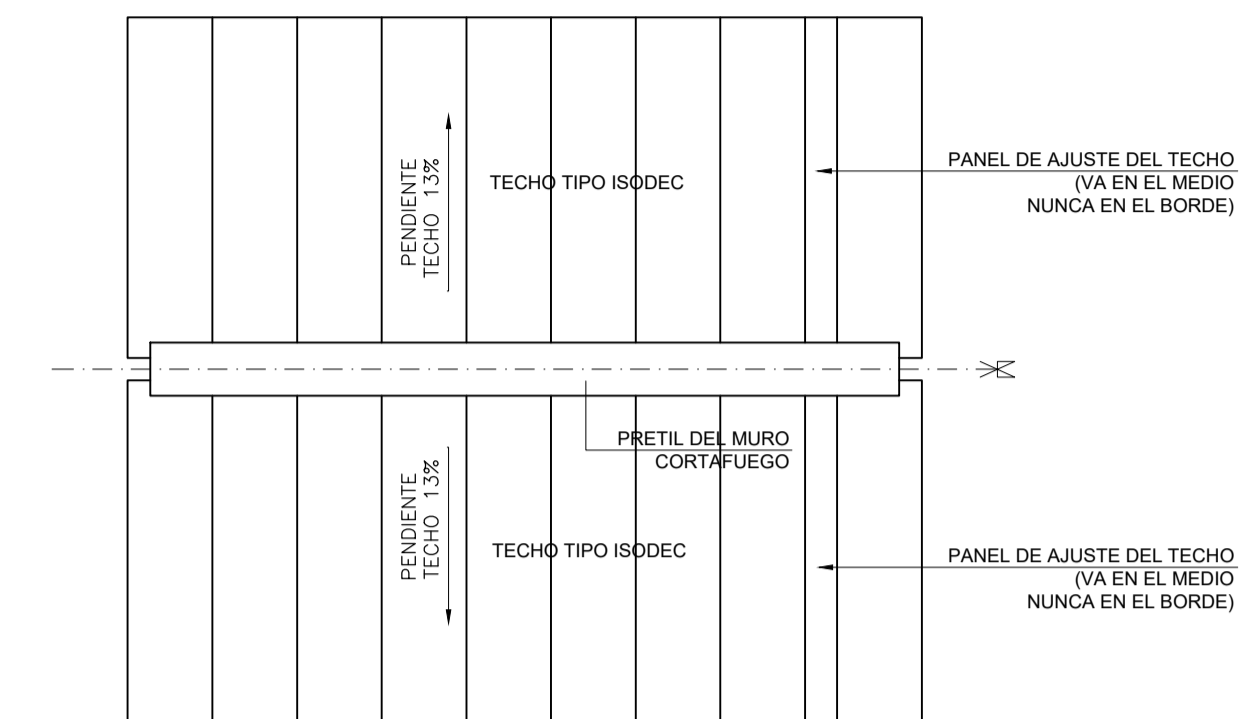 PENDIENTE
TECHO 13%
TECHO TIPO ISODEC
PANEL DE AJUSTE DEL TECHO
(VA EN EL MEDIO
NUNCA EN EL BORDE)
PRETIL DEL MURO
CORTAFUEGO
PENDIENTE
TECHO 13%
TECHO TIPO ISODEC
PANEL DE AJUSTE DEL TECHO
(VA EN EL MEDIO
NUNCA EN EL BORDE)